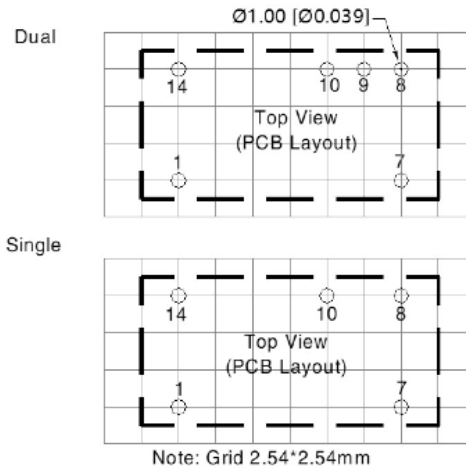 Ø1.00 [Ø0.039]
Dual
14 10 9 8
Top View
(PCB Layout)
1 7
Single
14 10 8
Top View
(PCB Layout)
1 7
Note: Grid 2.54*2.54mm